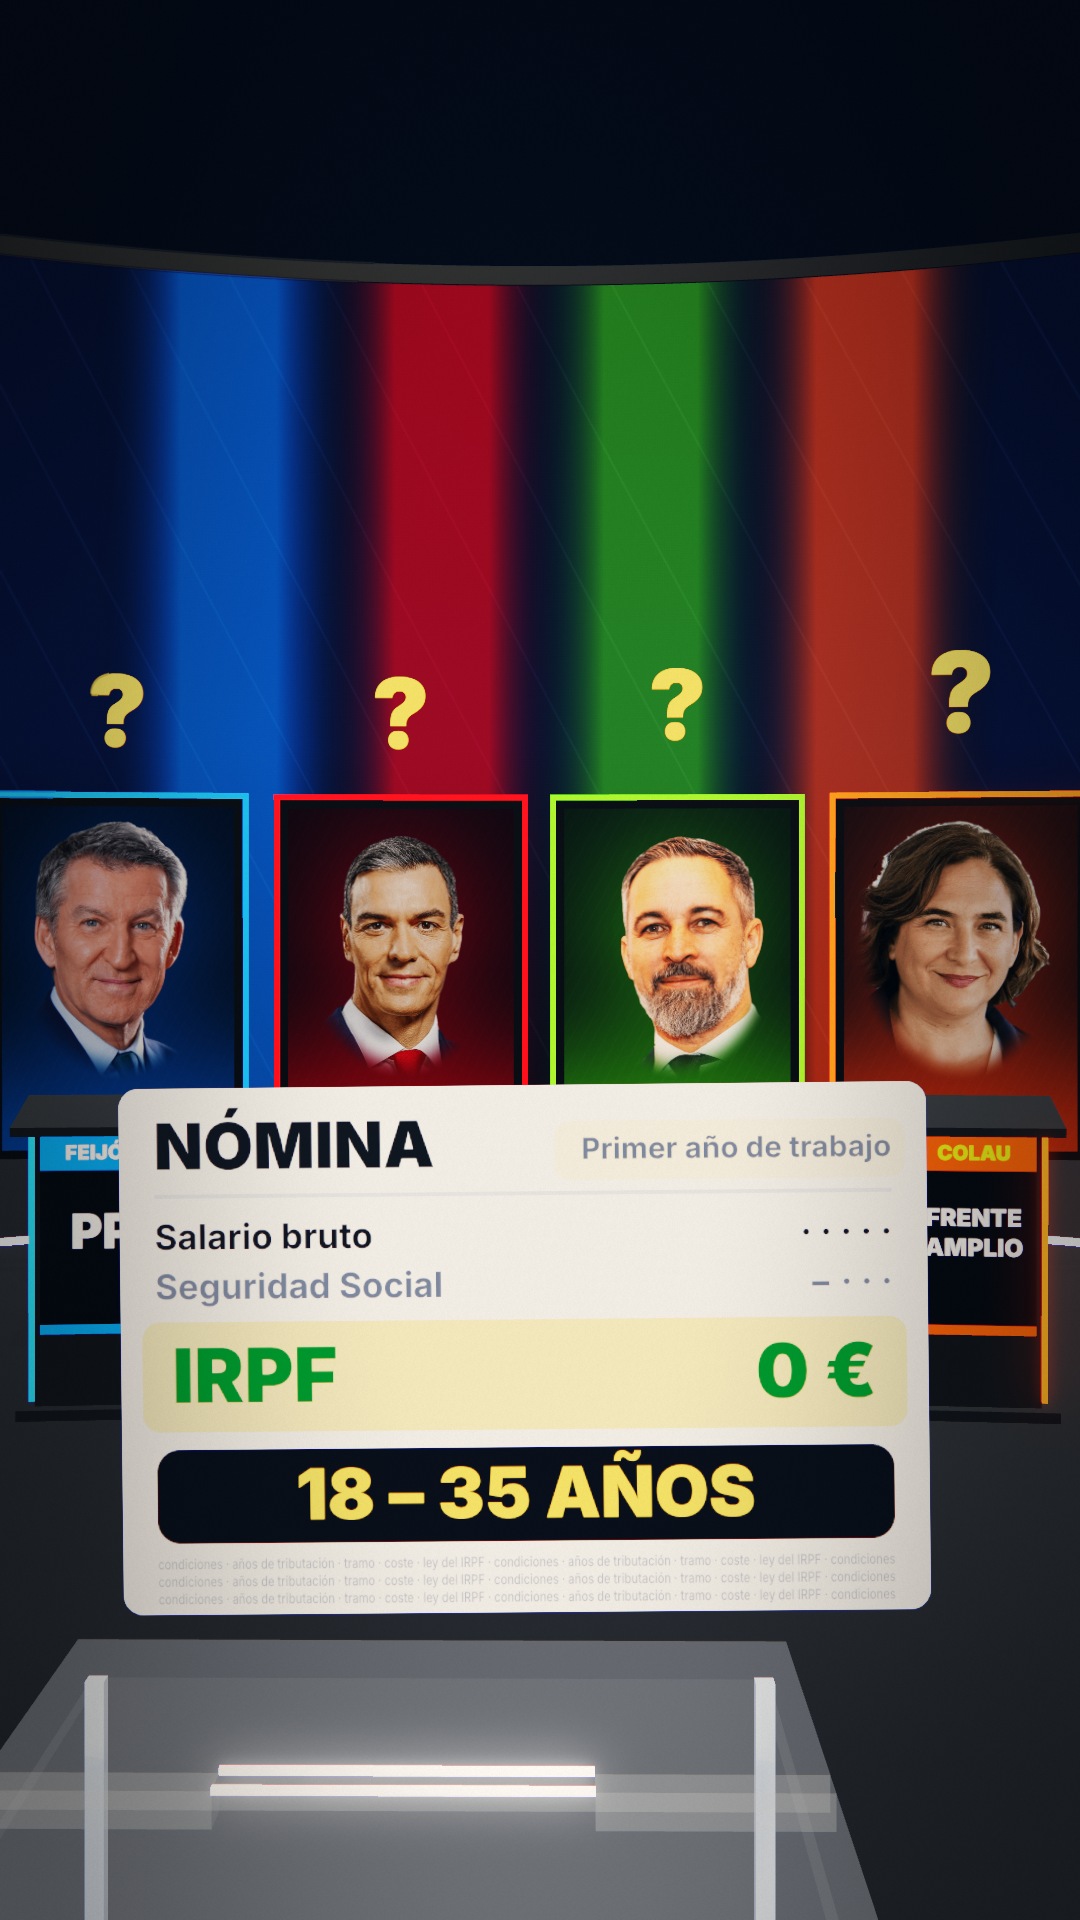 ? ? ? ?
NÓMINA
Primer año de trabajo
FEIJÓ
COLAU
PP
FRENTE
AMPLIO
Salario bruto · · · · ·
Seguridad Social – · · ·
IRPF 0 €
18 – 35 AÑOS
condiciones · años de tributación · tramo · coste · ley del IRPF · condiciones · años de tributación · tramo · coste · ley del IRPF · condiciones
condiciones · años de tributación · tramo · coste · ley del IRPF · condiciones · años de tributación · tramo · coste · ley del IRPF · condiciones
condiciones · años de tributación · tramo · coste · ley del IRPF · condiciones · años de tributación · tramo · coste · ley del IRPF · condiciones